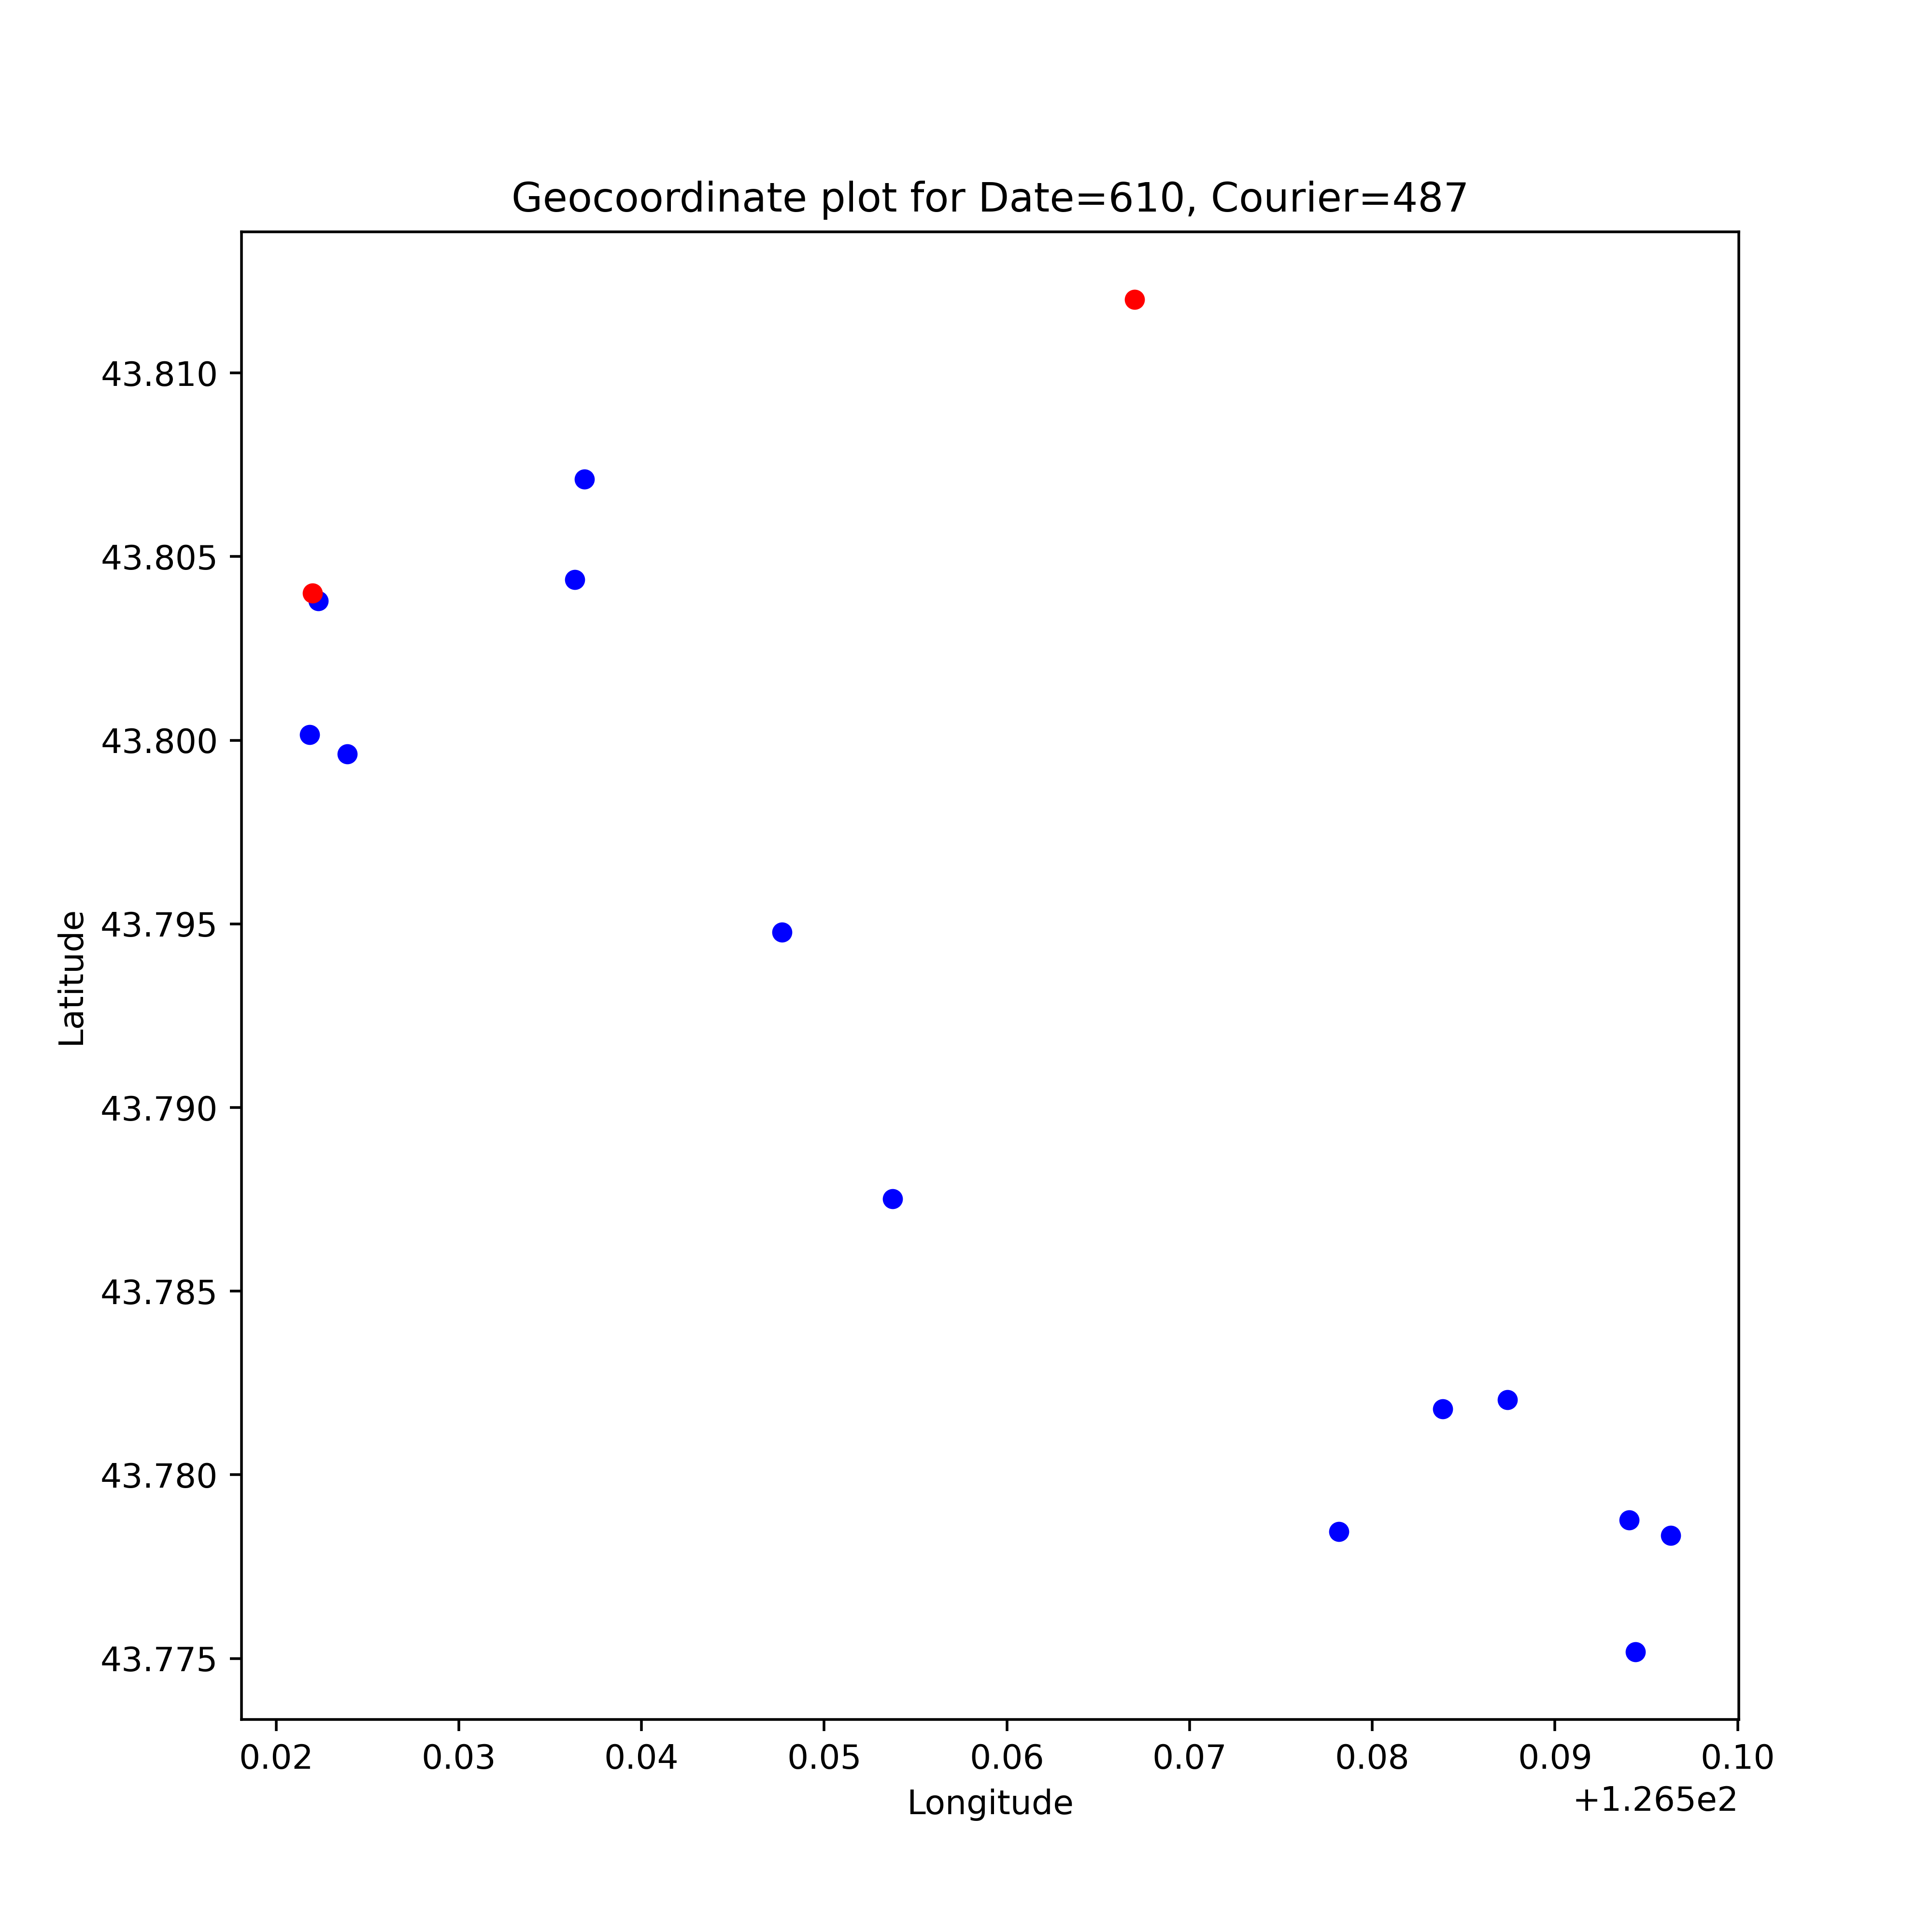 Geocoordinate plot for Date=610, Courier=487
43.810
43.805
43.800
43.795
43.790
43.785
43.780
43.775
Latitude
0.02 0.03 0.04 0.05 0.06 0.07 0.08 0.09 0.10
+1.265e2
Longitude